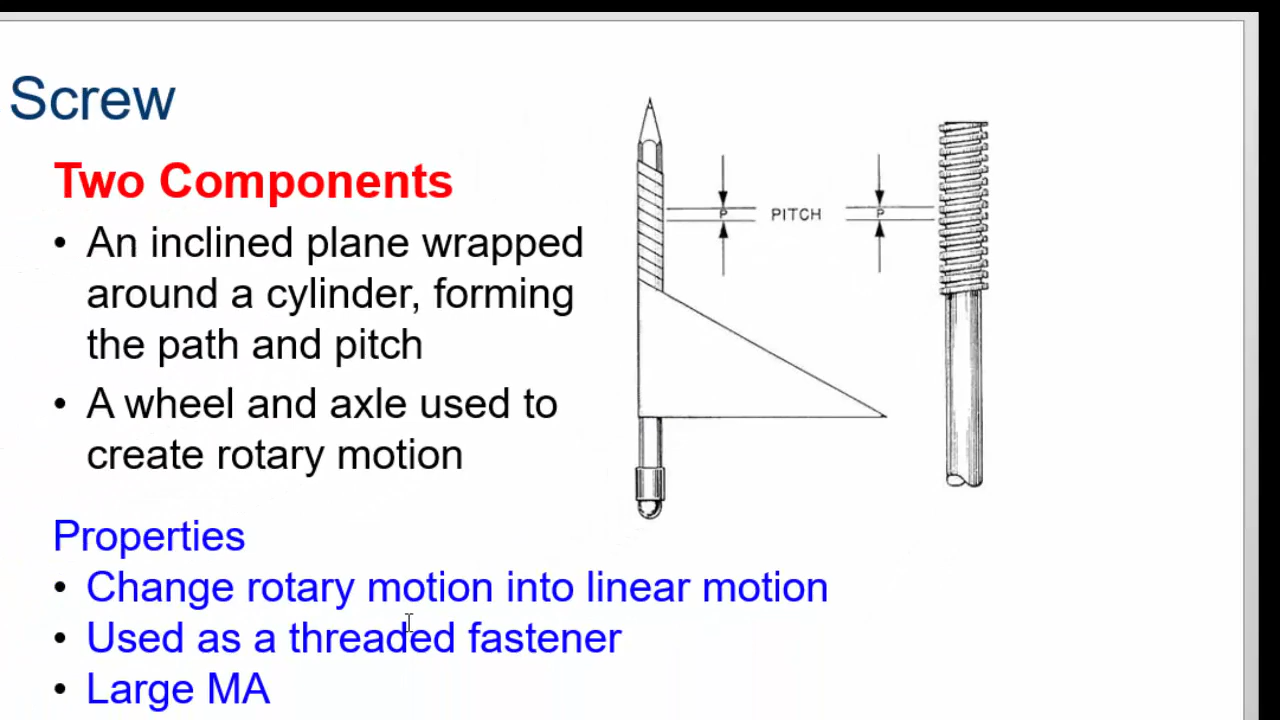 Screw
Two Components
• An inclined plane wrapped
around a cylinder, forming
the path and pitch
• A wheel and axle used to
create rotary motion
P PITCH P
Properties
• Change rotary motion into linear motion
• Used as a threaded fastener
• Large MA